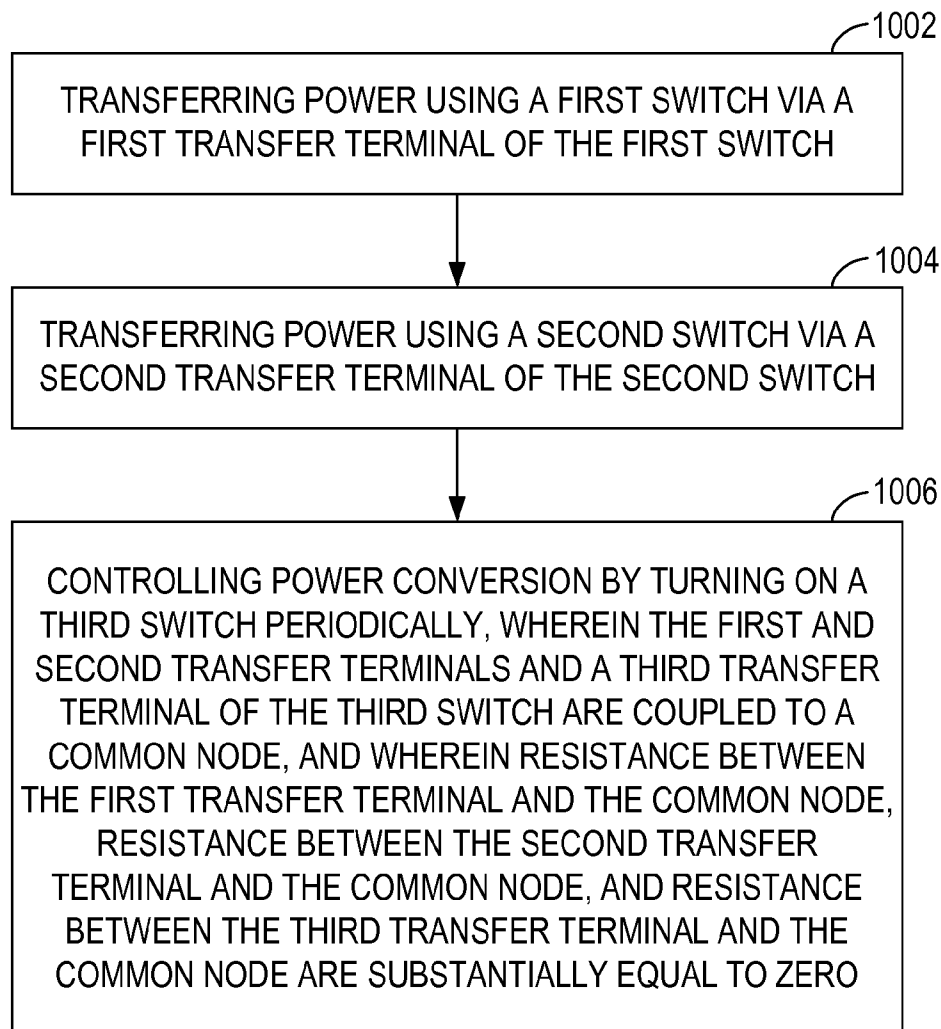 1002
TRANSFERRING POWER USING A FIRST SWITCH VIA A
FIRST TRANSFER TERMINAL OF THE FIRST SWITCH
1004
TRANSFERRING POWER USING A SECOND SWITCH VIA A
SECOND TRANSFER TERMINAL OF THE SECOND SWITCH
1006
CONTROLLING POWER CONVERSION BY TURNING ON A
THIRD SWITCH PERIODICALLY, WHEREIN THE FIRST AND
SECOND TRANSFER TERMINALS AND A THIRD TRANSFER
TERMINAL OF THE THIRD SWITCH ARE COUPLED TO A
COMMON NODE, AND WHEREIN RESISTANCE BETWEEN
THE FIRST TRANSFER TERMINAL AND THE COMMON NODE,
RESISTANCE BETWEEN THE SECOND TRANSFER
TERMINAL AND THE COMMON NODE, AND RESISTANCE
BETWEEN THE THIRD TRANSFER TERMINAL AND THE
COMMON NODE ARE SUBSTANTIALLY EQUAL TO ZERO